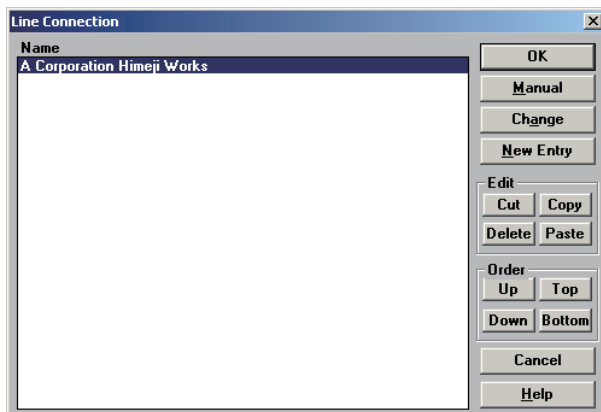 Line Connection
Name
A Corporation Himeji Works
OK
Manual
Change
New Entry
Edit
Cut Copy
Delete Paste
Order
Up Top
Down Bottom
Cancel
Help